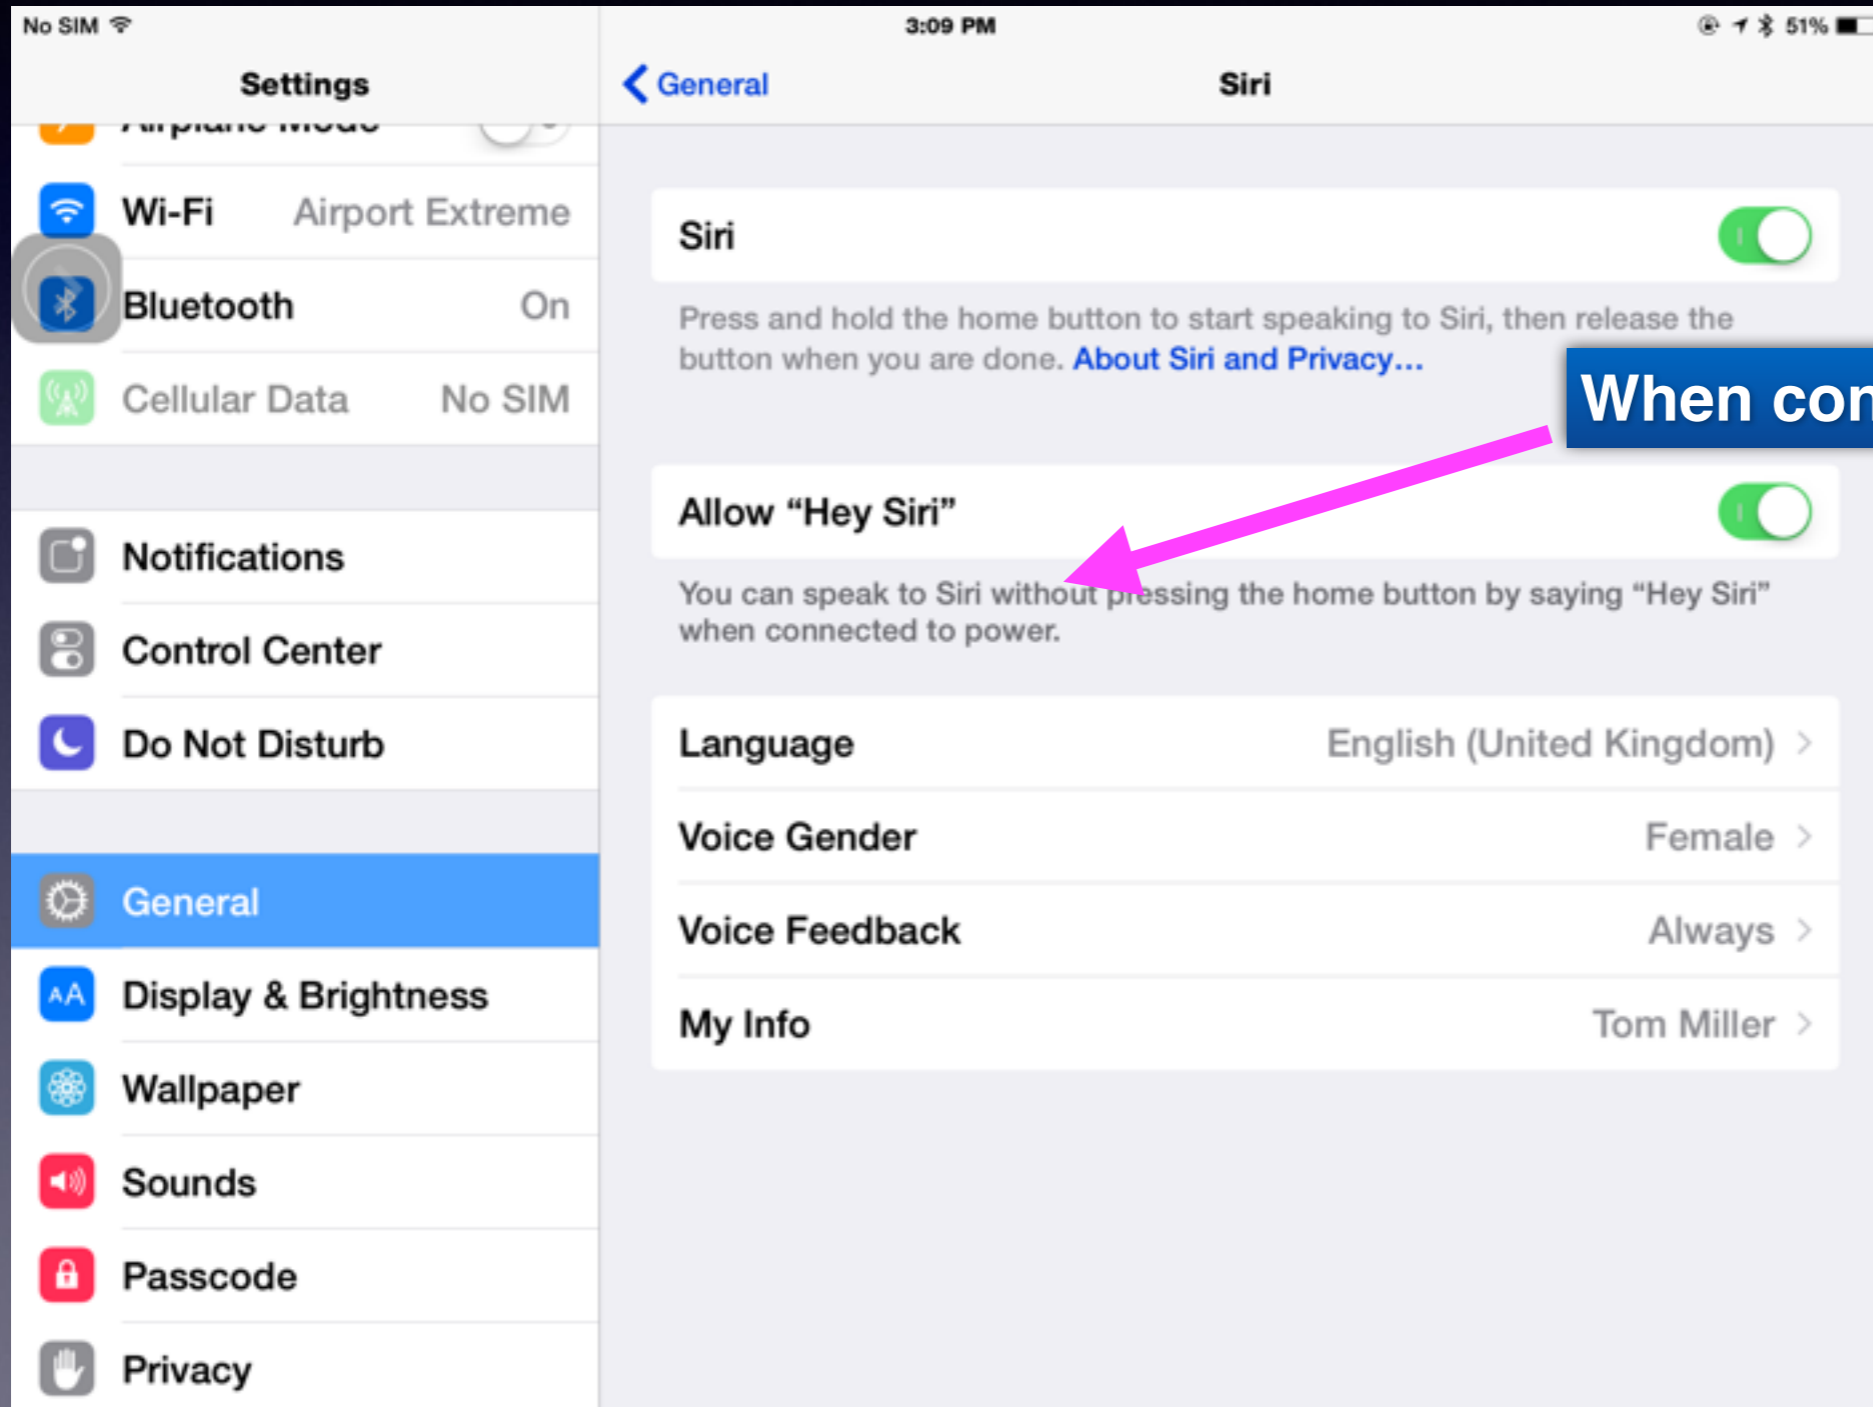 No SIM
3:09 PM
51%
Settings
General
Siri
Airplane Mode
Wi-Fi Airport Extreme
Bluetooth On
Cellular Data No SIM
Notifications
Control Center
Do Not Disturb
General
Display & Brightness
Wallpaper
Sounds
Passcode
Privacy
Siri
Press and hold the home button to start speaking to Siri, then release the
button when you are done. About Siri and Privacy...
When
Allow “Hey Siri”
You can speak to Siri without pressing the home button by saying “Hey Siri”
when connected to power.
Language English (United Kingdom)
Voice Gender Female
Voice Feedback Always
My Info Tom Miller